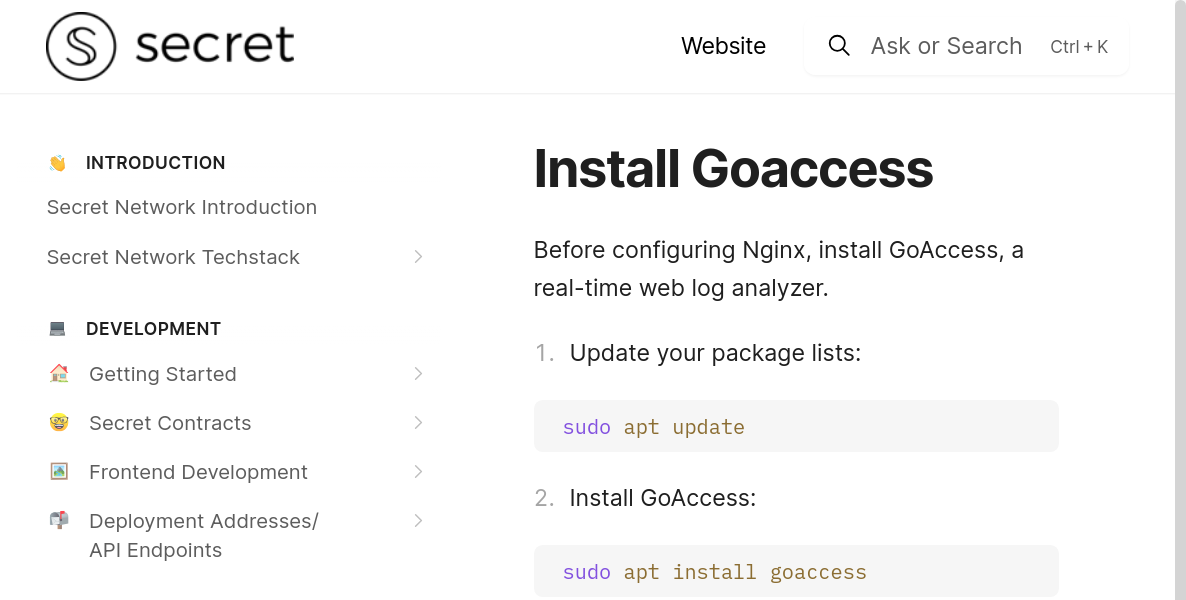 secret
Website
Ask or Search
Ctrl + K
INTRODUCTION
Secret Network Introduction
Secret Network Techstack
DEVELOPMENT
Getting Started
Secret Contracts
Frontend Development
Deployment Addresses/
API Endpoints
Install Goaccess
Before configuring Nginx, install GoAccess, a
real-time web log analyzer.
1. Update your package lists:
sudo apt update
2. Install GoAccess:
sudo apt install goaccess